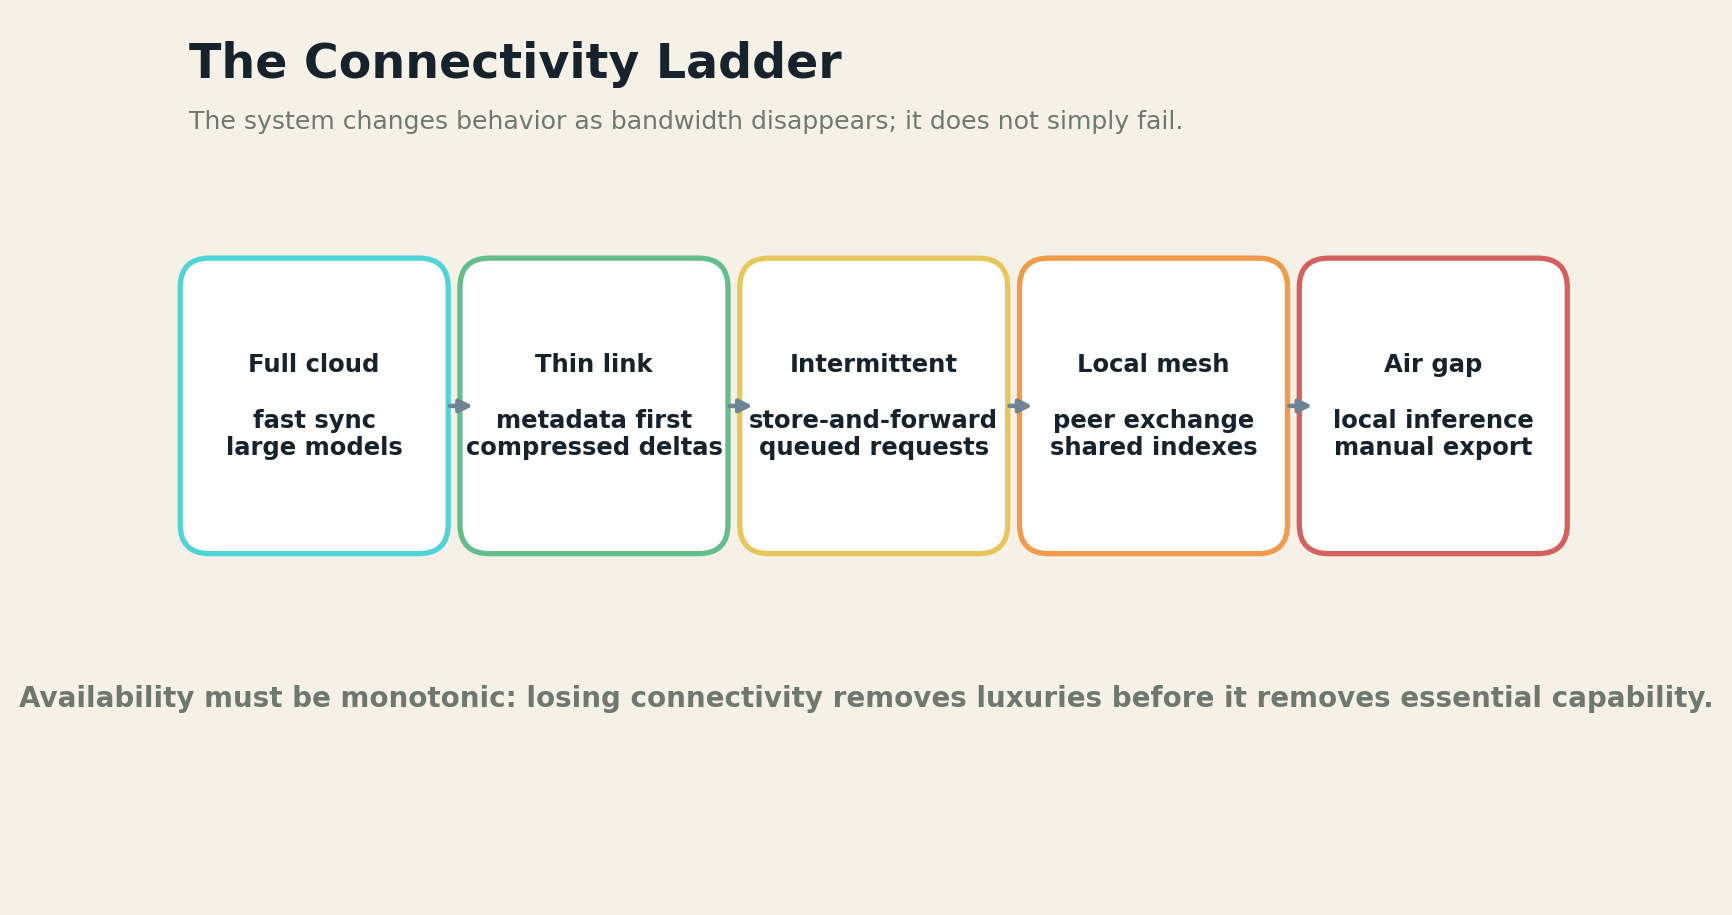 The Connectivity Ladder
The system changes behavior as bandwidth disappears; it does not simply fail.
Full cloud
fast sync
large models
Thin link
metadata first
compressed deltas
Intermittent
store-and-forward
queued requests
Local mesh
peer exchange
shared indexes
Air gap
local inference
manual export
Availability must be monotonic: losing connectivity removes luxuries before it removes essential capability.